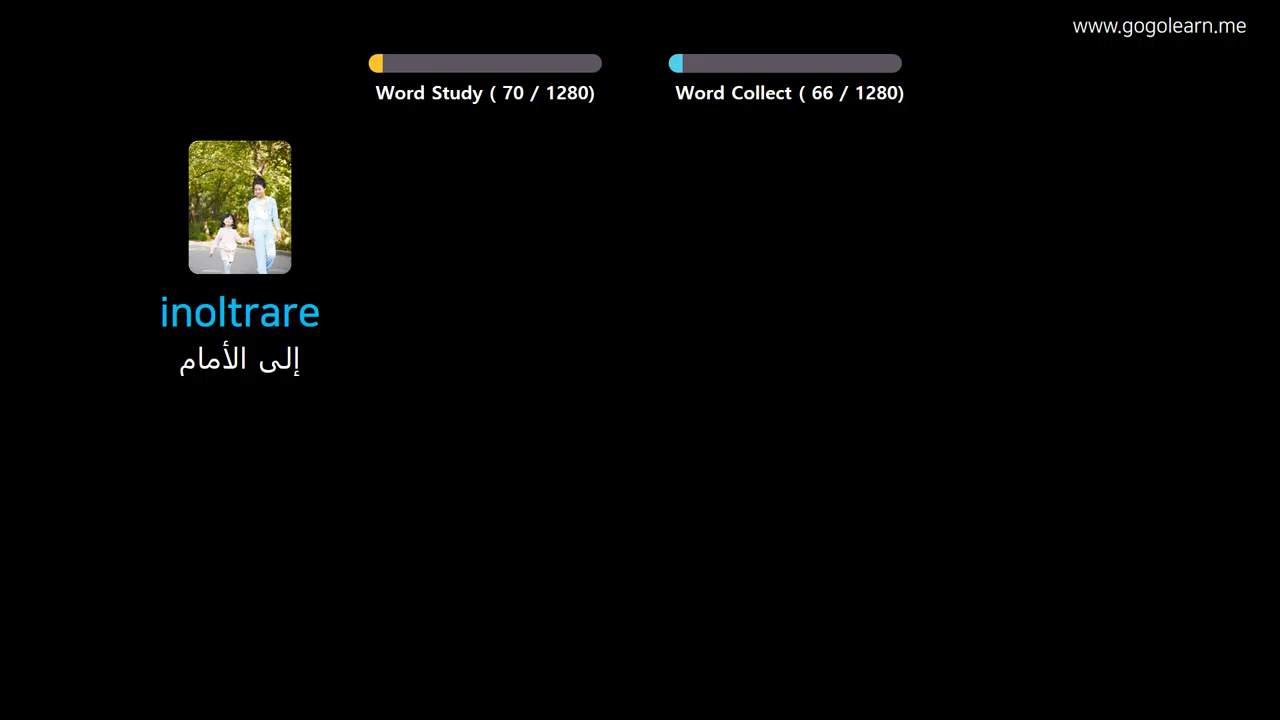 www.gogolearn.me
Word Study ( 70 / 1280)
Word Collect ( 66 / 1280)
inoltrare
إلى الأمام